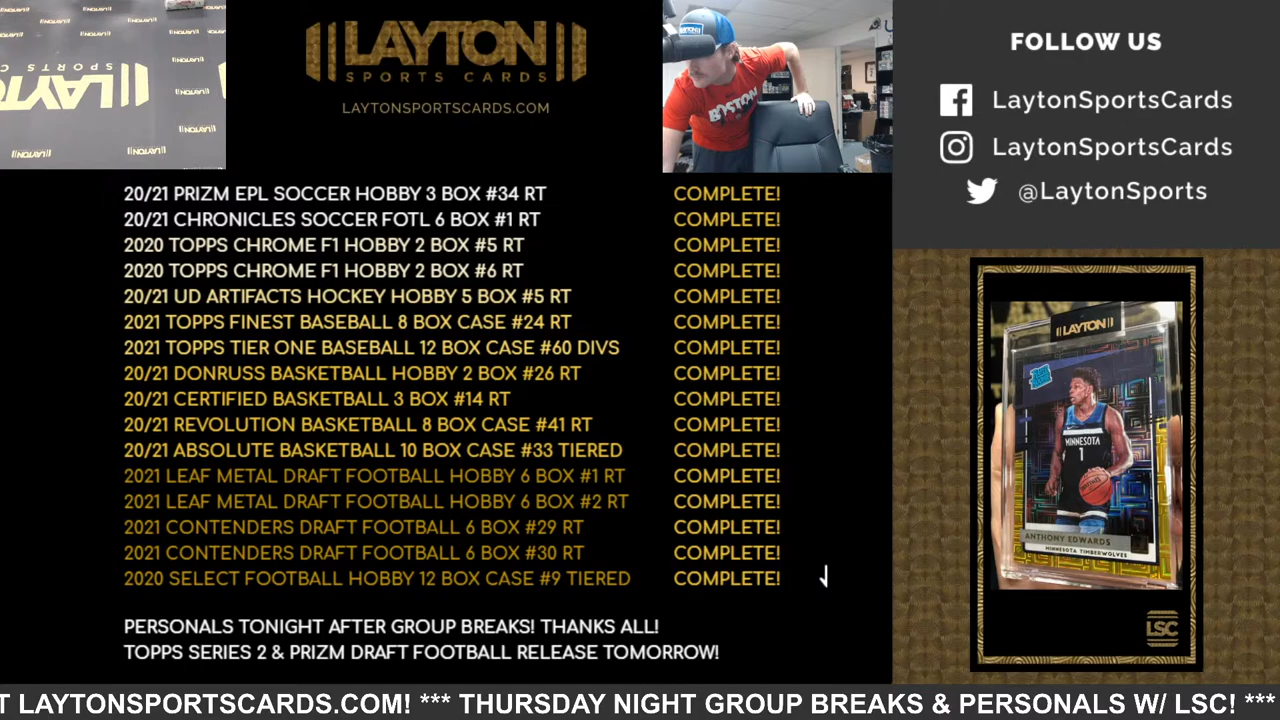 LAYTON
SPORTS CARDS
LAYTONSPORTSCARDS.COM
BOSTON
FOLLOW US
LaytonSportsCards
LaytonSportsCards
@LaytonSports
20/21 PRIZM EPL SOCCER HOBBY 3 BOX #34 RT COMPLETE!
20/21 CHRONICLES SOCCER FOTL 6 BOX #1 RT COMPLETE!
2020 TOPPS CHROME F1 HOBBY 2 BOX #5 RT COMPLETE!
2020 TOPPS CHROME F1 HOBBY 2 BOX #6 RT COMPLETE!
20/21 UD ARTIFACTS HOCKEY HOBBY 5 BOX #5 RT COMPLETE!
2021 TOPPS FINEST BASEBALL 8 BOX CASE #24 RT COMPLETE!
2021 TOPPS TIER ONE BASEBALL 12 BOX CASE #60 DIVS COMPLETE!
20/21 DONRUSS BASKETBALL HOBBY 2 BOX #26 RT COMPLETE!
20/21 CERTIFIED BASKETBALL 3 BOX #14 RT COMPLETE!
20/21 REVOLUTION BASKETBALL 8 BOX CASE #41 RT COMPLETE!
20/21 ABSOLUTE BASKETBALL 10 BOX CASE #33 TIERED COMPLETE!
2021 LEAF METAL DRAFT FOOTBALL HOBBY 6 BOX #1 RT COMPLETE!
2021 LEAF METAL DRAFT FOOTBALL HOBBY 6 BOX #2 RT COMPLETE!
2021 CONTENDERS DRAFT FOOTBALL 6 BOX #29 RT COMPLETE!
2021 CONTENDERS DRAFT FOOTBALL 6 BOX #30 RT COMPLETE!
2020 SELECT FOOTBALL HOBBY 12 BOX CASE #9 TIERED COMPLETE!
PERSONALS TONIGHT AFTER GROUP BREAKS! THANKS ALL!
TOPPS SERIES 2 & PRIZM DRAFT FOOTBALL RELEASE TOMORROW!
LAYTON
MINNESOTA
1
ANTHONY EDWARDS
MINNESOTA TIMBERWOLVES
LSC
T LAYTONSPORTSCARDS.COM! *** THURSDAY NIGHT GROUP BREAKS & PERSONALS W/ LSC! ***